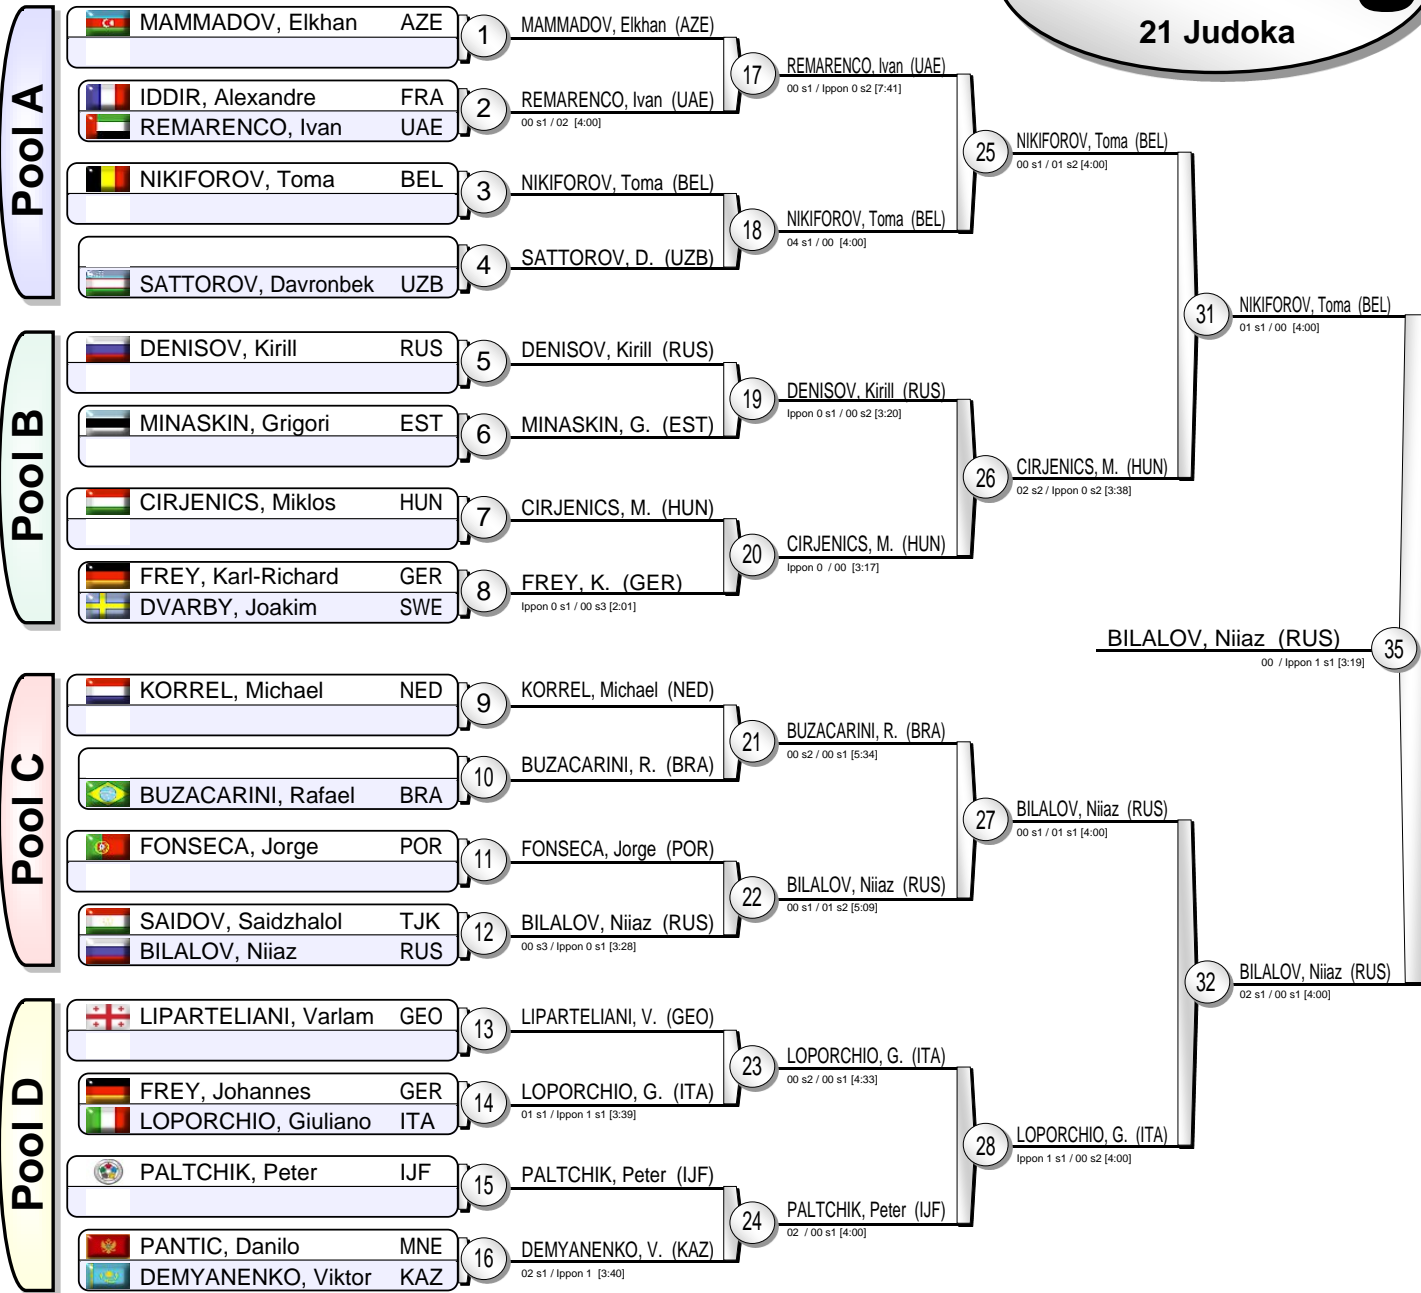 21 Judoka
Pool A
MAMMADOV, Elkhan AZE
1
IDDIR, Alexandre FRA
REMARENCO, Ivan UAE
2
NIKIFOROV, Toma BEL
3
SATTOROV, Davronbek UZB
4
Pool B
DENISOV, Kirill RUS
5
MINASKIN, Grigori EST
6
CIRJENICS, Miklos HUN
7
FREY, Karl-Richard GER
DVARBY, Joakim SWE
8
Pool C
KORREL, Michael NED
9
BUZACARINI, Rafael BRA
10
FONSECA, Jorge POR
11
SAIDOV, Saidzhalol TJK
BILALOV, Niiaz RUS
12
Pool D
LIPARTELIANI, Varlam GEO
13
FREY, Johannes GER
LOPORCHIO, Giuliano ITA
14
PALTCHIK, Peter IJF
15
PANTIC, Danilo MNE
DEMYANENKO, Viktor KAZ
16
MAMMADOV, Elkhan (AZE)
REMARENCO, Ivan (UAE)
00 s1 / 02 [4:00]
17
NIKIFOROV, Toma (BEL)
SATTOROV, D. (UZB)
18
DENISOV, Kirill (RUS)
MINASKIN, G. (EST)
19
CIRJENICS, M. (HUN)
FREY, K. (GER)
Ippon 0 s1 / 00 s3 [2:01]
20
KORREL, Michael (NED)
BUZACARINI, R. (BRA)
21
FONSECA, Jorge (POR)
BILALOV, Niiaz (RUS)
00 s3 / Ippon 0 s1 [3:28]
22
LIPARTELIANI, V. (GEO)
LOPORCHIO, G. (ITA)
01 s1 / Ippon 1 s1 [3:39]
23
PALTCHIK, Peter (IJF)
DEMYANENKO, V. (KAZ)
02 s1 / Ippon 1 [3:40]
24
REMARENCO, Ivan (UAE)
00 s1 / Ippon 0 s2 [7:41]
NIKIFOROV, Toma (BEL)
04 s1 / 00 [4:00]
25
DENISOV, Kirill (RUS)
Ippon 0 s1 / 00 s2 [3:20]
CIRJENICS, M. (HUN)
Ippon 0 / 00 [3:17]
26
BUZACARINI, R. (BRA)
00 s2 / 00 s1 [5:34]
BILALOV, Niiaz (RUS)
00 s1 / 01 s2 [5:09]
27
LOPORCHIO, G. (ITA)
00 s2 / 00 s1 [4:33]
PALTCHIK, Peter (IJF)
02 / 00 s1 [4:00]
28
NIKIFOROV, Toma (BEL)
00 s1 / 01 s2 [4:00]
CIRJENICS, M. (HUN)
02 s2 / Ippon 0 s2 [3:38]
31
BILALOV, Niiaz (RUS)
00 s1 / 01 s1 [4:00]
LOPORCHIO, G. (ITA)
Ippon 1 s1 / 00 s2 [4:00]
32
NIKIFOROV, Toma (BEL)
01 s1 / 00 [4:00]
BILALOV, Niiaz (RUS)
02 s1 / 00 s1 [4:00]
BILALOV, Niiaz (RUS)
00 / Ippon 1 s1 [3:19]
35